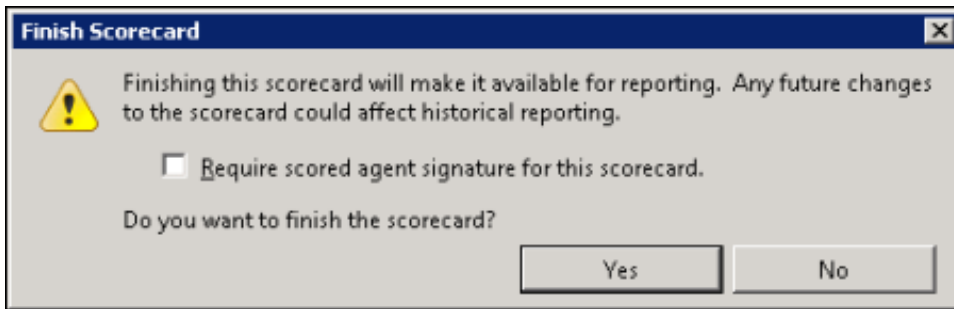 Finish Scorecard
Finishing this scorecard will make it available for reporting. Any future changes
to the scorecard could affect historical reporting.
Require scored agent signature for this scorecard.
Do you want to finish the scorecard?
Yes No